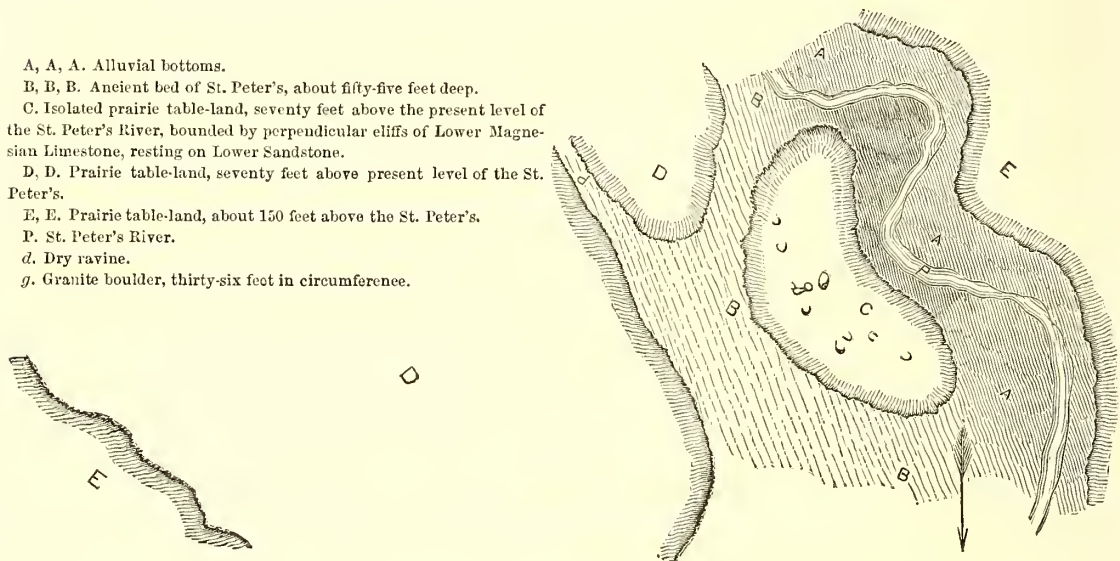 A, A, A. Alluvial bottoms.
B, B, B. Ancient bed of St. Peter's, about fifty-five feet deep.
C. Isolated prairie table-land, seventy feet above the present level of
the St. Peter's River, bounded by perpendicular cliffs of Lower Magne-
sian Limestone, resting on Lower Sandstone.
D, D. Prairie table-land, seventy feet above present level of the St.
Peter's.
E, E. Prairie table-land, about 150 feet above the St. Peter's.
P. St. Peter's River.
d. Dry ravine.
g. Granite boulder, thirty-six feet in circumference.
A
B
D
E
d
A
P
B
C
A
D
E
B